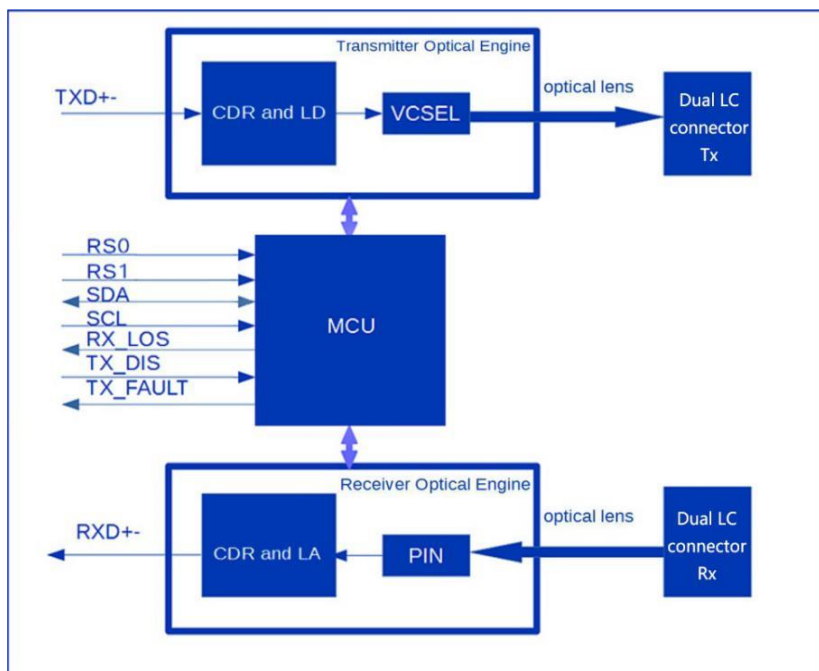 Transmitter Optical Engine
TXD+-
CDR and LD
VCSEL
optical lens
Dual LC
connector
Tx
RS0
RS1
SDA
SCL
RX_LOS
TX_DIS
TX_FAULT
MCU
Receiver Optical Engine
RXD+-
CDR and LA
PIN
optical lens
Dual LC
connector
Rx